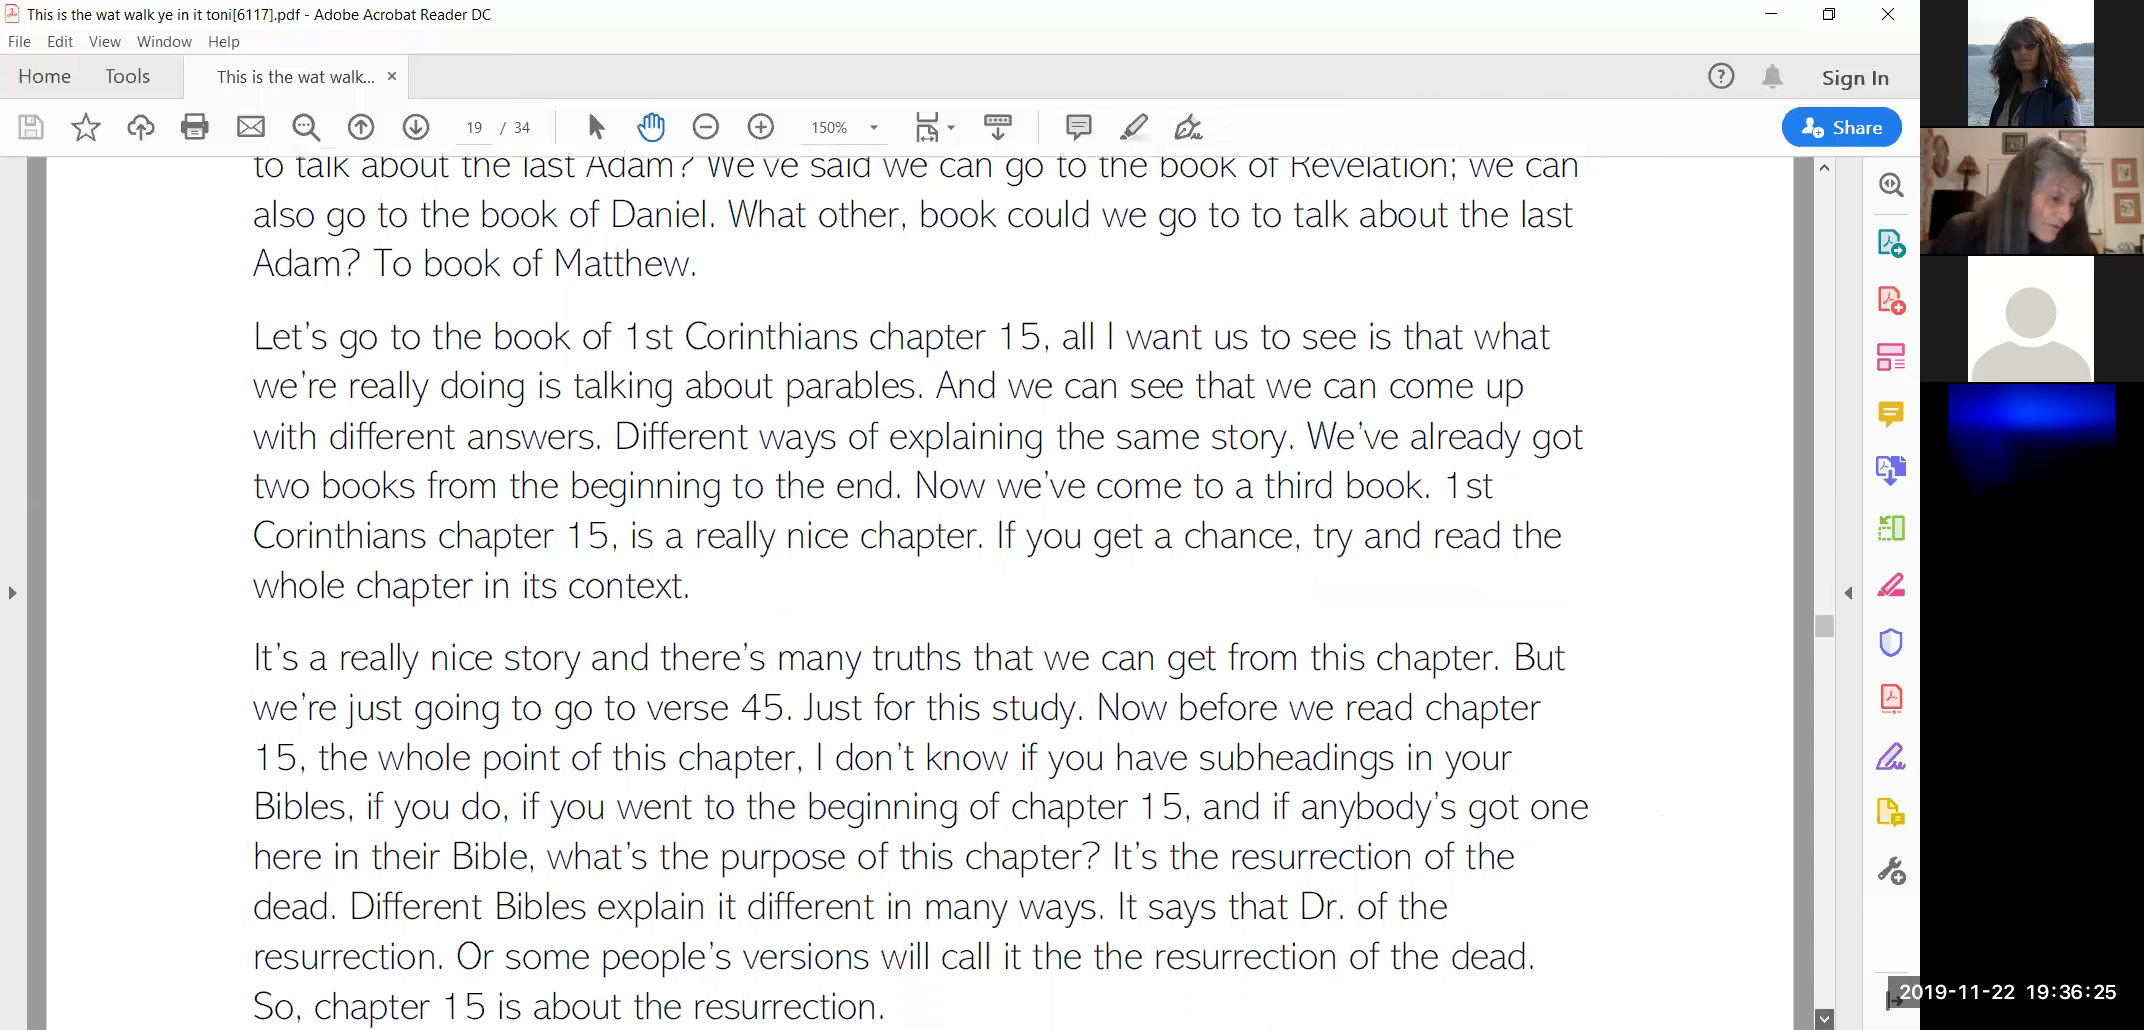 This is the wat walk ye in it toni[6117].pdf - Adobe Acrobat Reader DC
File Edit View Window Help
Home Tools This is the wat walk... × Sign In
19 / 34 150% Share
to talk about the last Adam? We've said we can go to the book of Revelation; we can
also go to the book of Daniel. What other, book could we go to to talk about the last
Adam? To book of Matthew.
Let's go to the book of 1st Corinthians chapter 15, all I want us to see is that what
we're really doing is talking about parables. And we can see that we can come up
with different answers. Different ways of explaining the same story. We've already got
two books from the beginning to the end. Now we've come to a third book. 1st
Corinthians chapter 15, is a really nice chapter. If you get a chance, try and read the
whole chapter in its context.
It's a really nice story and there's many truths that we can get from this chapter. But
we're just going to go to verse 45. Just for this study. Now before we read chapter
15, the whole point of this chapter, I don't know if you have subheadings in your
Bibles, if you do, if you went to the beginning of chapter 15, and if anybody's got one
here in their Bible, what's the purpose of this chapter? It's the resurrection of the
dead. Different Bibles explain it different in many ways. It says that Dr. of the
resurrection. Or some people's versions will call it the the resurrection of the dead.
So, chapter 15 is about the resurrection.
2019-11-22 19:36:25